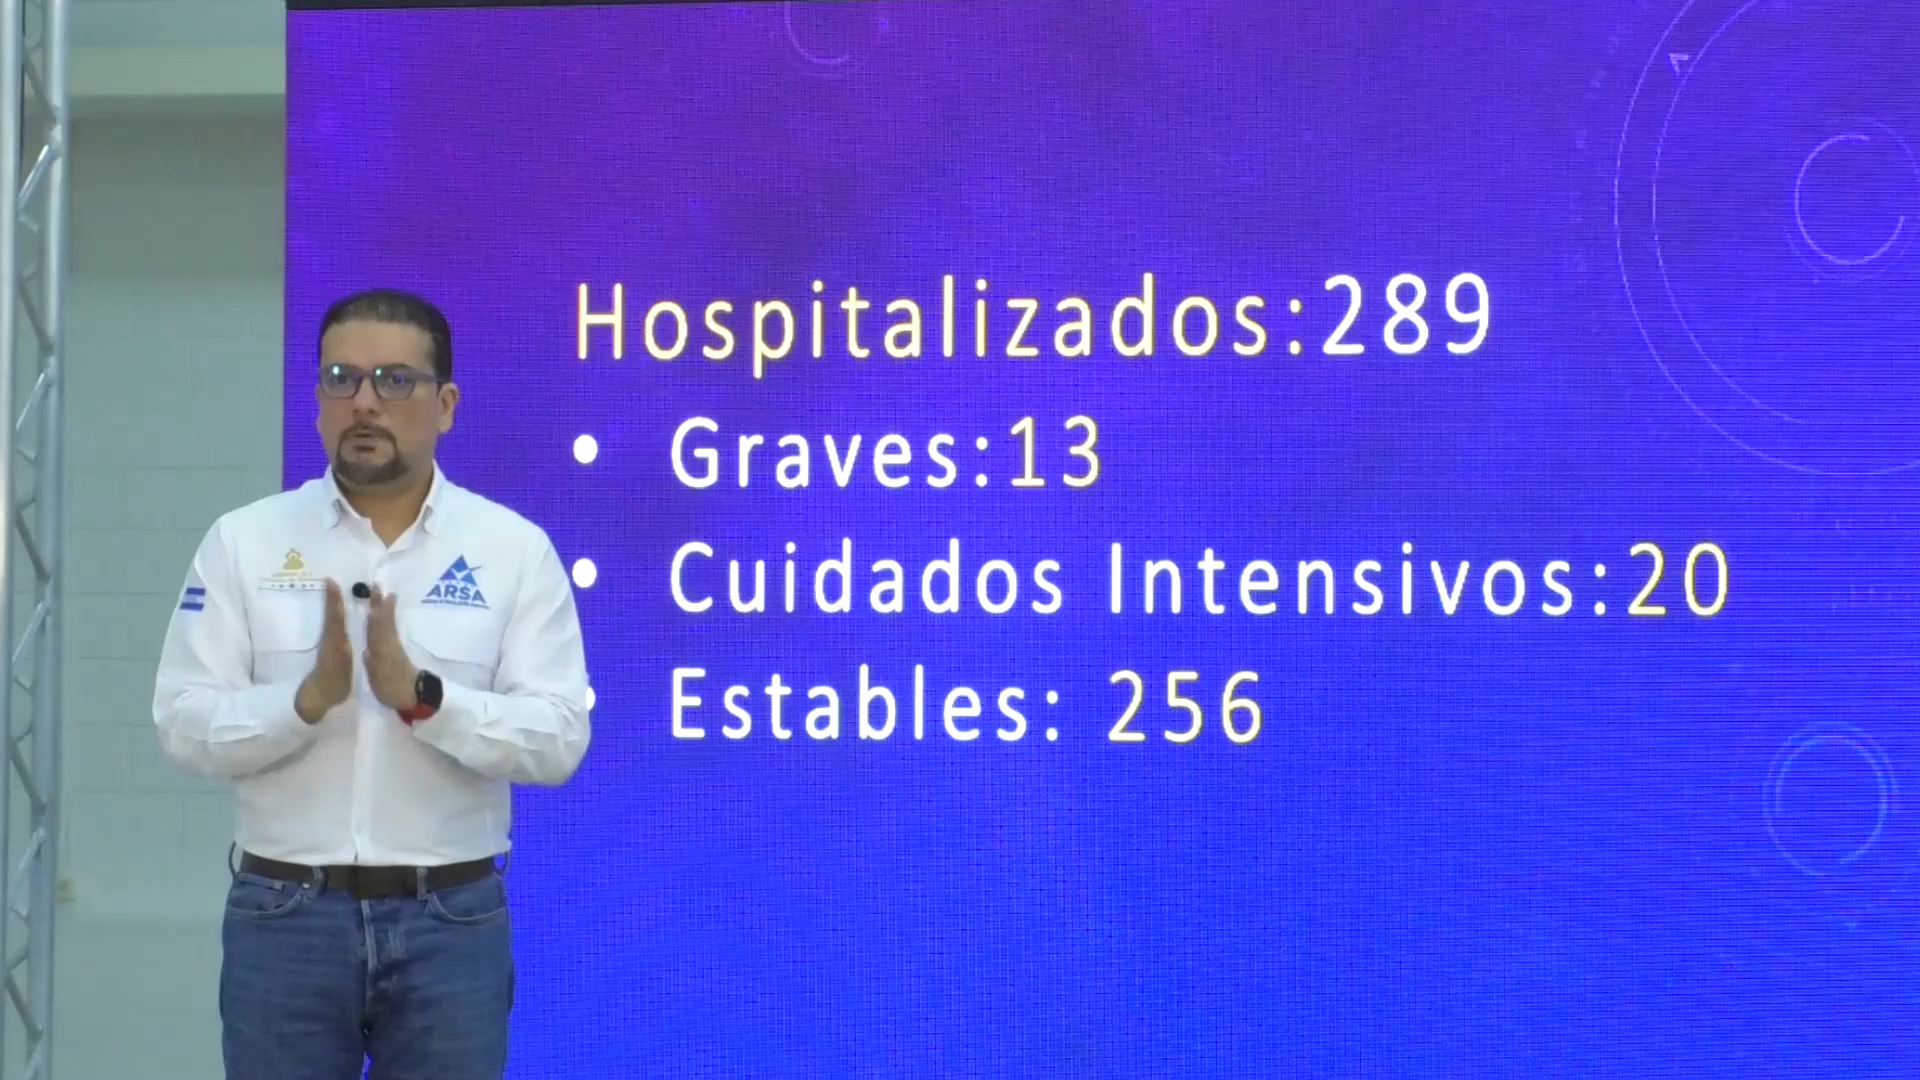 Hospitalizados:289
• Graves:13
• Cuidados Intensivos:20
• Estables: 256
ARSA